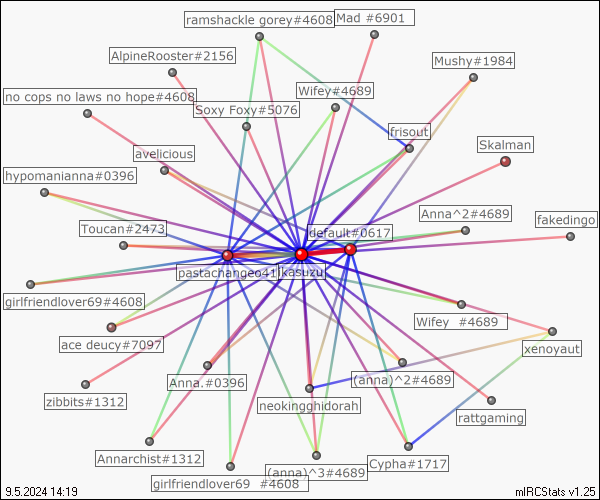 ramshackle gorey#4608
Mad #6901
AlpineRooster#2156
Mushy#1984
no cops no laws no hope#4608
Wifey#4689
Soxy Foxy#5076
frisout
avelicious
Skalman
hypomanianna#0396
Anna^2#4689
fakedingo
Toucan#2473
default#0617
kasuzu
girlfriendlover69#4608
Wifey #4689
ace deucy#7097
xenoyaut
Anna.#0396
(anna)^2#4689
zibbits#1312
neokingghidorah
rattgaming
Annarchist#1312
(anna)^3#4689
Cypha#1717
girlfriendlover69 #4608
9.5.2024 14:19
mIRCStats v1.25